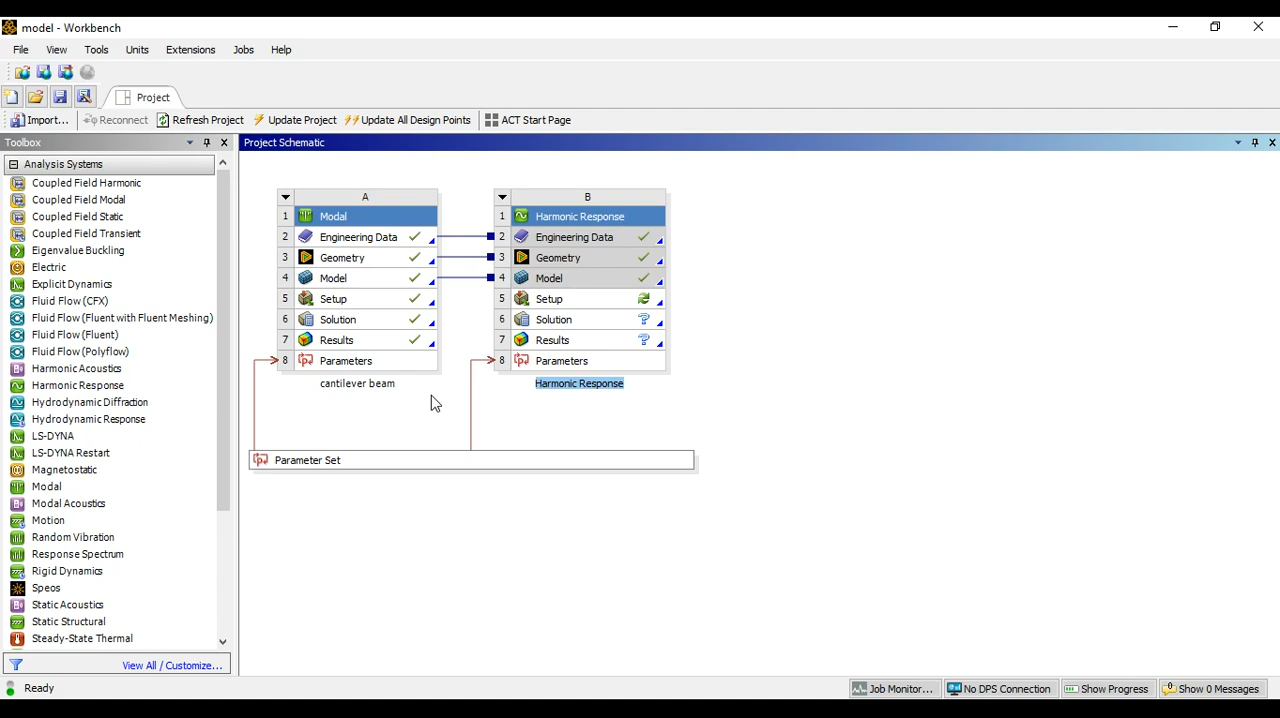 model - Workbench
File View Tools Units Extensions Jobs Help
Project
Import... Reconnect Refresh Project Update Project Update All Design Points ACT Start Page
Toolbox
Analysis Systems
Coupled Field Harmonic
Coupled Field Modal
Coupled Field Static
Coupled Field Transient
Eigenvalue Buckling
Electric
Explicit Dynamics
Fluid Flow (CFX)
Fluid Flow (Fluent with Fluent Meshing)
Fluid Flow (Fluent)
Fluid Flow (Polyflow)
Harmonic Acoustics
Harmonic Response
Hydrodynamic Diffraction
Hydrodynamic Response
LS-DYNA
LS-DYNA Restart
Magnetostatic
Modal
Modal Acoustics
Motion
Random Vibration
Response Spectrum
Rigid Dynamics
Speos
Static Acoustics
Static Structural
Steady-State Thermal
View All / Customize...
Project Schematic
A
1 Modal
2 Engineering Data
3 Geometry
4 Model
5 Setup
6 Solution
7 Results
8 Parameters
cantilever beam
B
1 Harmonic Response
2 Engineering Data
3 Geometry
4 Model
5 Setup
6 Solution
7 Results
8 Parameters
Harmonic Response
Parameter Set
Ready
Job Monitor... No DPS Connection Show Progress Show 0 Messages